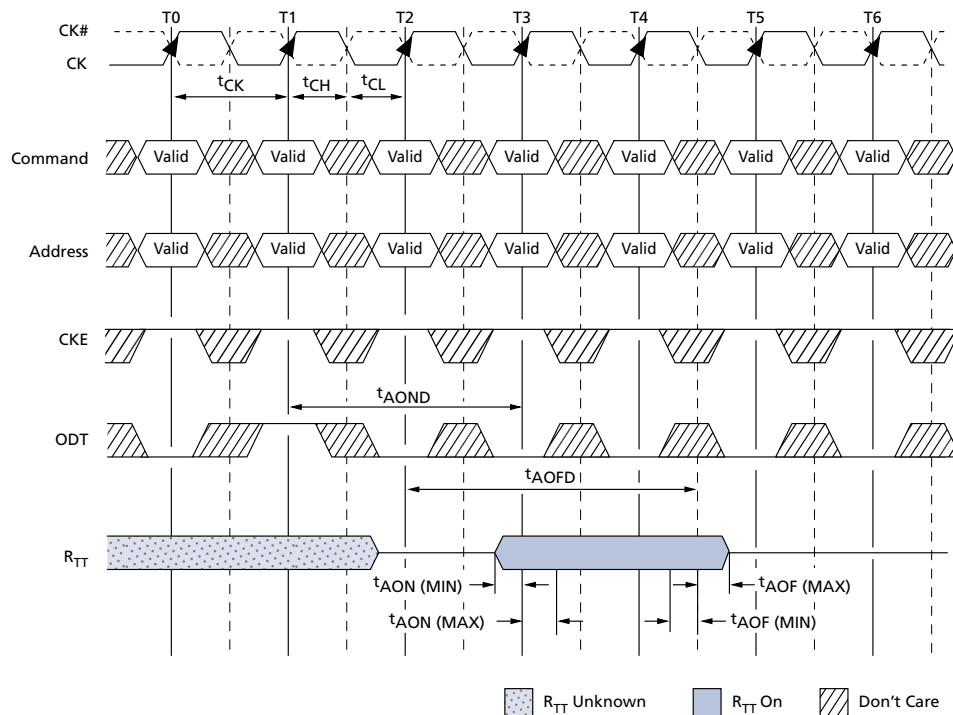 T0 T1 T2 T3 T4 T5 T6
CK#
CK
tCK tCH tCL
Command Valid Valid Valid Valid Valid Valid Valid
Address Valid Valid Valid Valid Valid Valid Valid
CKE
tAOND
ODT
tAOFD
RTT
tAON (MIN) tAOF (MAX)
tAON (MAX) tAOF (MIN)
RTT Unknown RTT On Don't Care